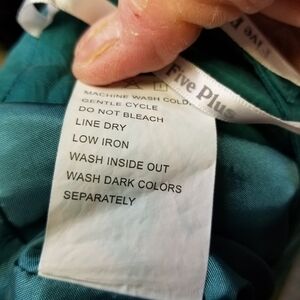 Five Plus
Five P
MACHINE WASH COLD
GENTLE CYCLE
DO NOT BLEACH
LINE DRY
LOW IRON
WASH INSIDE OUT
WASH DARK COLORS
SEPARATELY